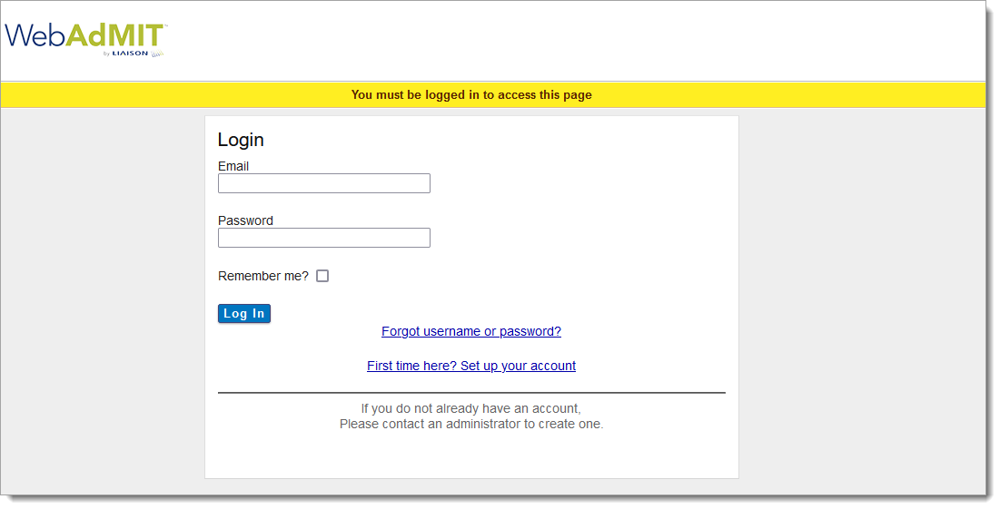 WebAdMIT™
by LIAISON
You must be logged in to access this page
Login
Email
Password
Remember me?
Log In
Forgot username or password?
First time here? Set up your account
If you do not already have an account,
Please contact an administrator to create one.